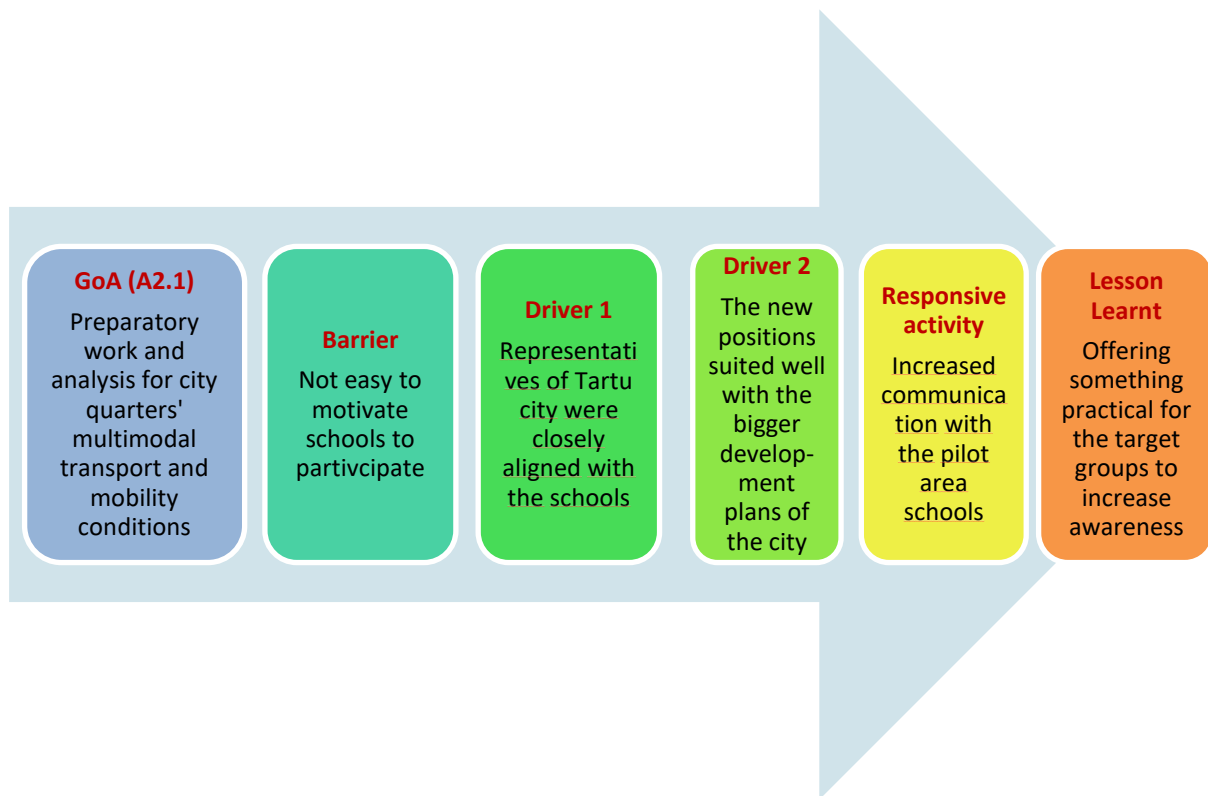 GoA (A2.1)
Preparatory
work and
analysis for city
quarters'
multimodal
transport and
mobility
conditions
Barrier
Not easy to
motivate
schools to
partivcipate
Driver 1
Representati
ves of Tartu
city were
closely
aligned with
the schools
Driver 2
The new
positions
suited well
with the
bigger
develop-
ment
plans of
the city
Responsive
activity
Increased
communica
tion with
the pilot
area
schools
Lesson
Learnt
Offering
something
practical for
the target
groups to
increase
awareness